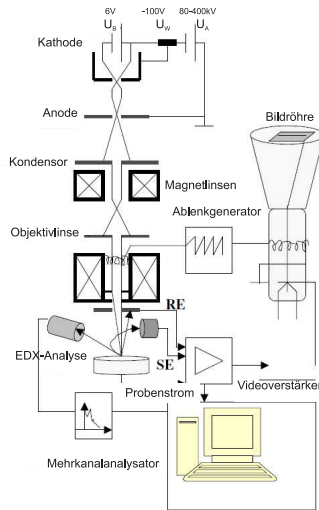 6V
-100V
80-400kV
U_B
U_W
U_A
Kathode
Anode
Bildröhre
Kondensor
Magnetlinsen
Ablenkgenerator
Objektivlinse
RE
EDX-Analyse
SE
Videoverstärker
Probenstrom
Mehrkanalanalysator